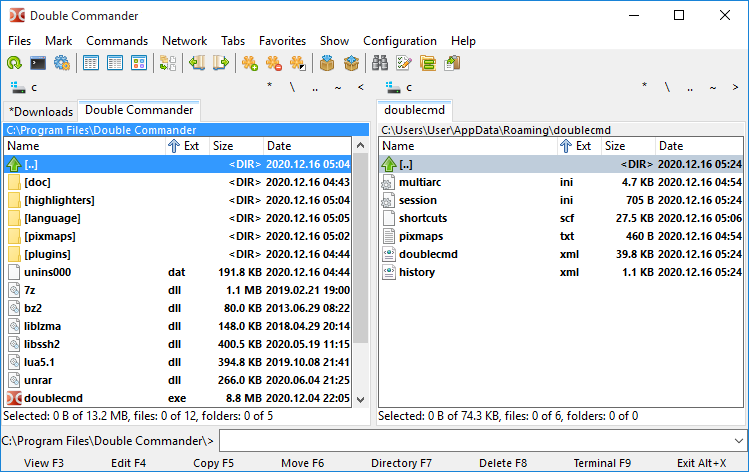 Double Commander
Files Mark Commands Network Tabs Favorites Show Configuration Help
c * \ .. ~ <
*Downloads Double Commander
C:\Program Files\Double Commander
Name Ext Size Date
[..] <DIR> 2020.12.16 05:04
[doc] <DIR> 2020.12.16 04:43
[highlighters] <DIR> 2020.12.16 05:04
[language] <DIR> 2020.12.16 05:05
[pixmaps] <DIR> 2020.12.16 05:02
[plugins] <DIR> 2020.12.16 04:44
unins000 dat 191.8 KB 2020.12.16 04:44
7z dll 1.1 MB 2019.02.21 19:00
bz2 dll 80.0 KB 2013.06.29 08:22
liblzma dll 148.0 KB 2018.04.29 20:14
libssh2 dll 400.5 KB 2020.05.19 11:15
lua5.1 dll 394.8 KB 2019.10.08 21:41
unrar dll 266.0 KB 2020.06.04 21:25
doublecmd exe 8.8 MB 2020.12.04 22:05
Selected: 0 B of 13.2 MB, files: 0 of 12, folders: 0 of 5
c * \ .. ~ >
doublecmd
C:\Users\User\AppData\Roaming\doublecmd
Name Ext Size Date
[..] <DIR> 2020.12.16 05:24
multiarc ini 4.7 KB 2020.12.16 04:54
session ini 705 B 2020.12.16 05:24
shortcuts scf 27.5 KB 2020.12.16 05:06
pixmaps txt 460 B 2020.12.16 04:54
doublecmd xml 39.8 KB 2020.12.16 05:24
history xml 1.1 KB 2020.12.16 05:24
Selected: 0 B of 74.3 KB, files: 0 of 6, folders: 0 of 0
C:\Program Files\Double Commander\>
View F3 Edit F4 Copy F5 Move F6 Directory F7 Delete F8 Terminal F9 Exit Alt+X